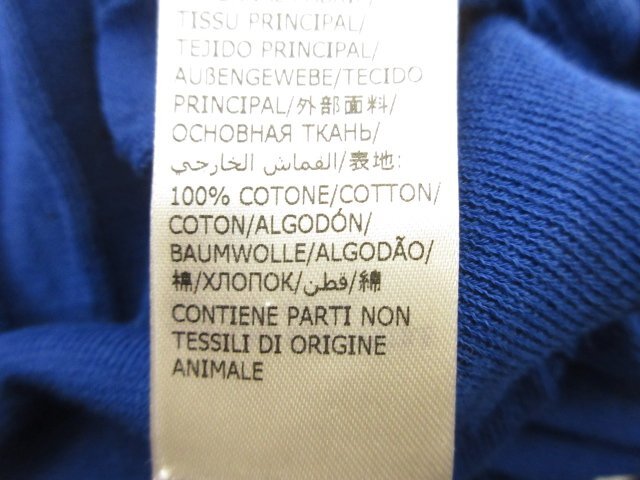 TISSU PRINCIPAL/
TEJIDO PRINCIPAL/
AUßENGEWEBE/TECIDO
PRINCIPAL/外部面料/
ОСНОВНАЯ ТКАНЬ/
القماش الخارجي/表地:
100% COTONE/COTTON/
COTON/ALGODÓN/
BAUMWOLLE/ALGODÃO/
棉/ХЛОПОК/قطن/綿
CONTIENE PARTI NON
TESSILI DI ORIGINE
ANIMALE